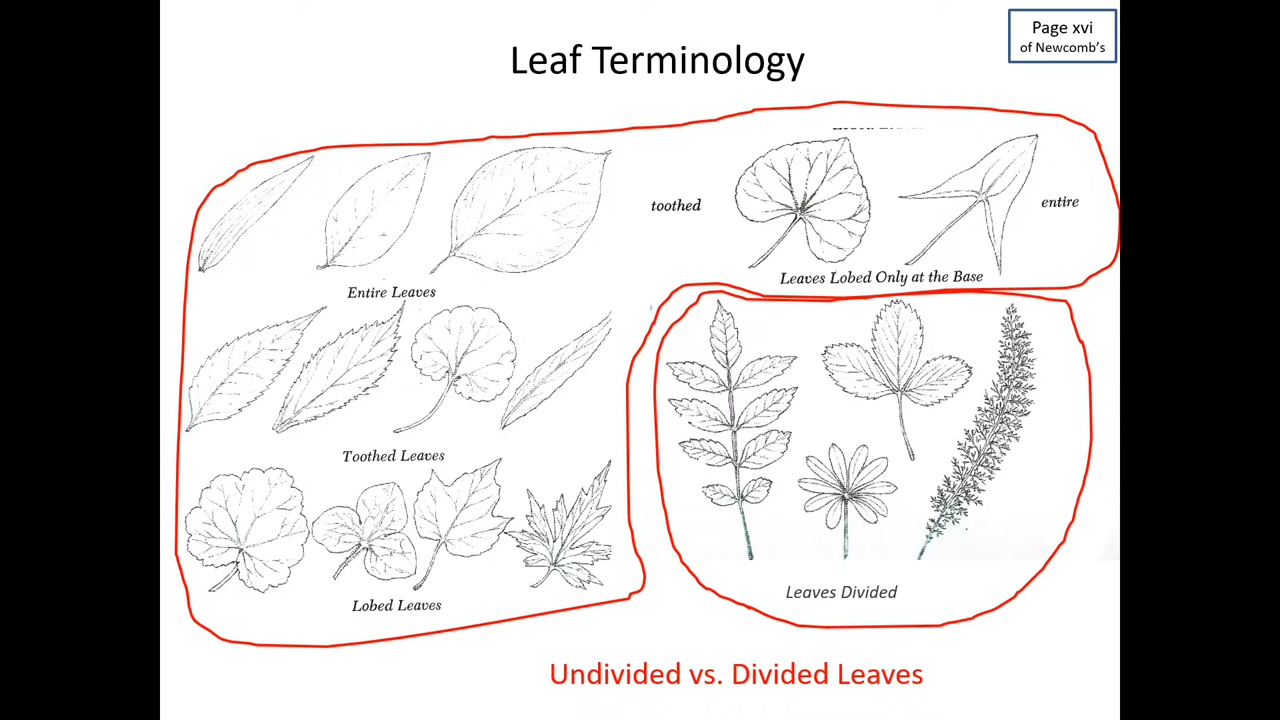 Page xvi
of Newcomb's
Leaf Terminology
toothed
entire
Leaves Lobed Only at the Base
Entire Leaves
Toothed Leaves
Leaves Divided
Lobed Leaves
Undivided vs. Divided Leaves